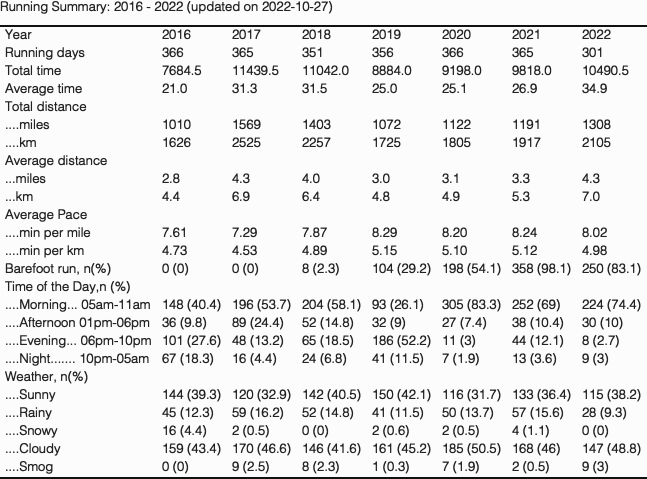 Running Summary: 2016 - 2022 (updated on 2022-10-27)
Year 2016 2017 2018 2019 2020 2021 2022
Running days 366 365 351 356 366 365 301
Total time 7684.5 11439.5 11042.0 8884.0 9198.0 9818.0 10490.5
Average time 21.0 31.3 31.5 25.0 25.1 26.9 34.9
Total distance
....miles 1010 1569 1403 1072 1122 1191 1308
....km 1626 2525 2257 1725 1805 1917 2105
Average distance
...miles 2.8 4.3 4.0 3.0 3.1 3.3 4.3
...km 4.4 6.9 6.4 4.8 4.9 5.3 7.0
Average Pace
....min per mile 7.61 7.29 7.87 8.29 8.20 8.24 8.02
....min per km 4.73 4.53 4.89 5.15 5.10 5.12 4.98
Barefoot run, n(%) 0 (0) 0 (0) 8 (2.3) 104 (29.2) 198 (54.1) 358 (98.1) 250 (83.1)
Time of the Day,n (%)
....Morning... 05am-11am 148 (40.4) 196 (53.7) 204 (58.1) 93 (26.1) 305 (83.3) 252 (69) 224 (74.4)
....Afternoon 01pm-06pm 36 (9.8) 89 (24.4) 52 (14.8) 32 (9) 27 (7.4) 38 (10.4) 30 (10)
....Evening... 06pm-10pm 101 (27.6) 48 (13.2) 65 (18.5) 186 (52.2) 11 (3) 44 (12.1) 8 (2.7)
....Night....... 10pm-05am 67 (18.3) 16 (4.4) 24 (6.8) 41 (11.5) 7 (1.9) 13 (3.6) 9 (3)
Weather, n(%)
....Sunny 144 (39.3) 120 (32.9) 142 (40.5) 150 (42.1) 116 (31.7) 133 (36.4) 115 (38.2)
....Rainy 45 (12.3) 59 (16.2) 52 (14.8) 41 (11.5) 50 (13.7) 57 (15.6) 28 (9.3)
....Snowy 16 (4.4) 2 (0.5) 0 (0) 2 (0.6) 2 (0.5) 4 (1.1) 0 (0)
....Cloudy 159 (43.4) 170 (46.6) 146 (41.6) 161 (45.2) 185 (50.5) 168 (46) 147 (48.8)
....Smog 0 (0) 9 (2.5) 8 (2.3) 1 (0.3) 7 (1.9) 2 (0.5) 9 (3)